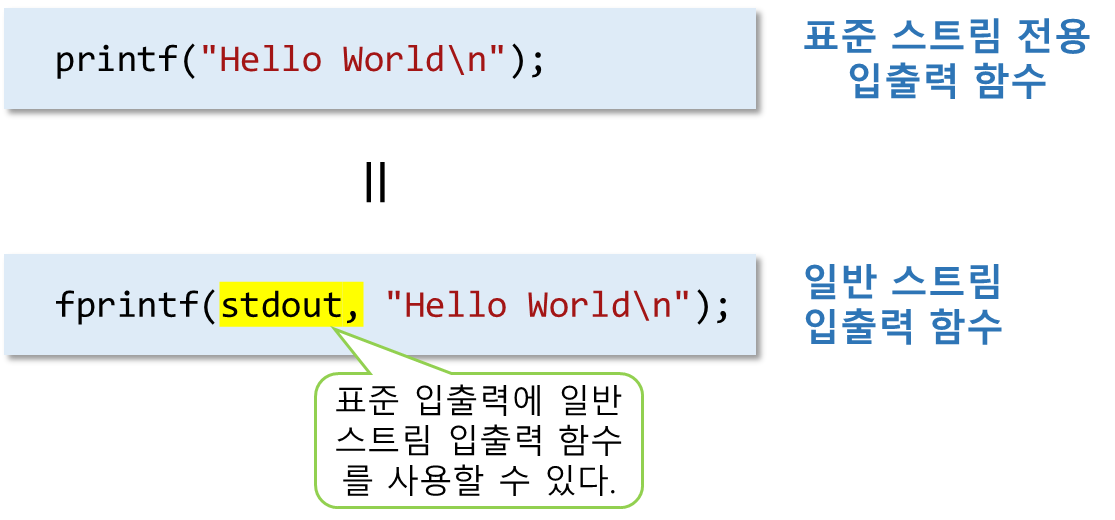 printf("Hello World\n");
표준 스트림 전용
입출력 함수
||
fprintf(stdout, "Hello World\n");
일반 스트림
입출력 함수
표준 입출력에 일반
스트림 입출력 함수
를 사용할 수 있다.